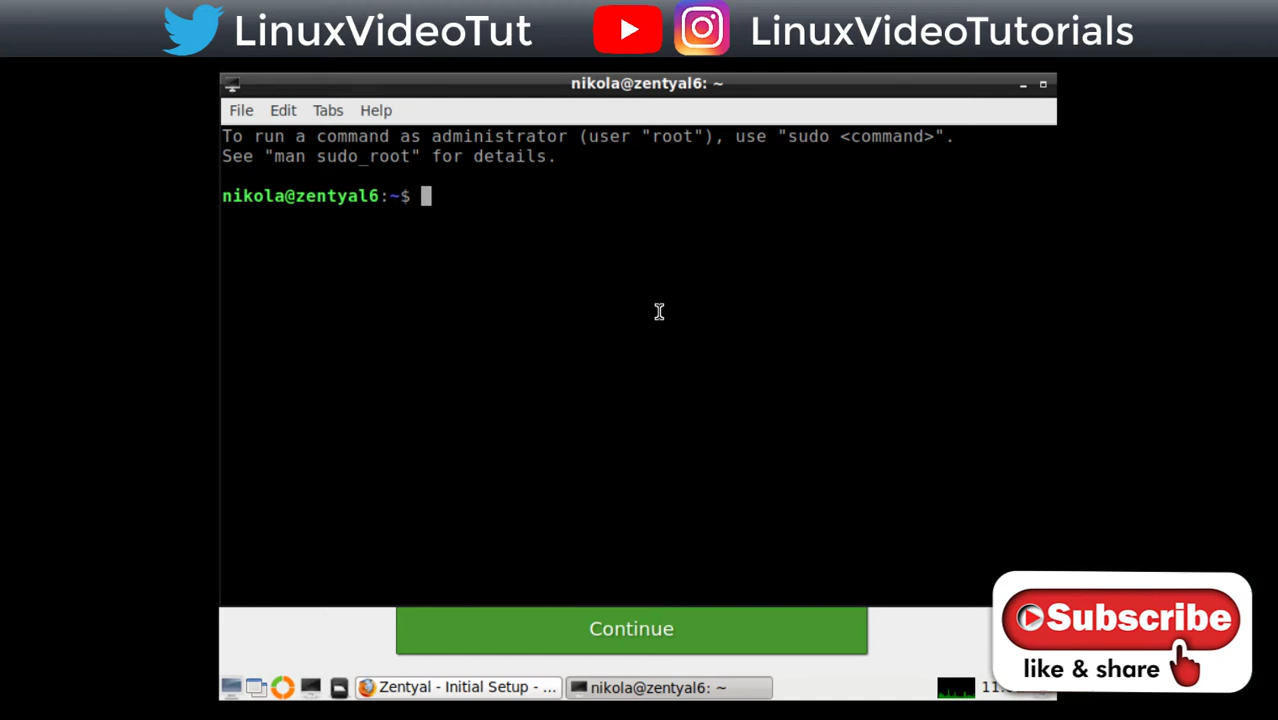 LinuxVideoTut
LinuxVideoTutorials
nikola@zentyal6: ~
File Edit Tabs Help
To run a command as administrator (user "root"), use "sudo <command>".
See "man sudo_root" for details.
nikola@zentyal6:~$
Continue
Subscribe
like & share
Zentyal - Initial Setup - ...
nikola@zentyal6: ~